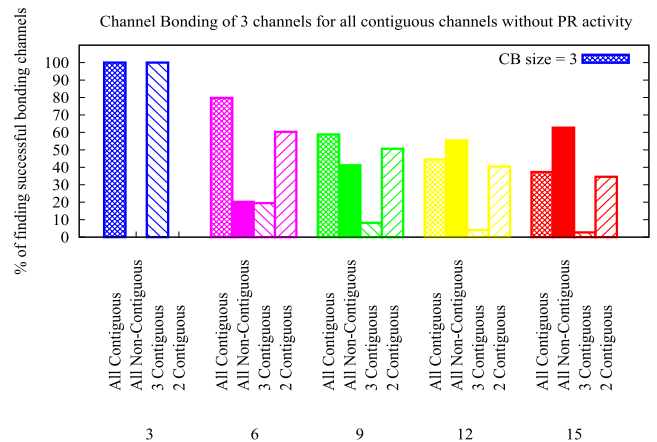 Channel Bonding of 3 channels for all contiguous channels without PR activity
% of finding successful bonding channels
CB size = 3
100
90
80
70
60
50
40
30
20
10
0
All Contiguous
All Non-Contiguous
3 Contiguous
2 Contiguous
All Contiguous
All Non-Contiguous
3 Contiguous
2 Contiguous
All Contiguous
All Non-Contiguous
3 Contiguous
2 Contiguous
All Contiguous
All Non-Contiguous
3 Contiguous
2 Contiguous
All Contiguous
All Non-Contiguous
3 Contiguous
2 Contiguous
3 6 9 12 15